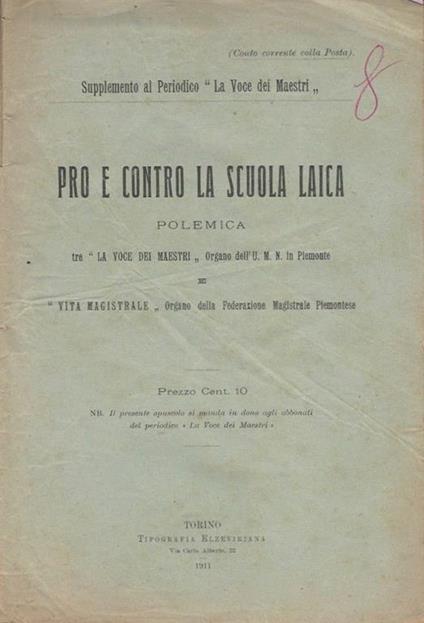 (Conto corrente colla Posta).
8
Supplemento al Periodico “ La Voce dei Maestri „
PRO E CONTRO LA SCUOLA LAICA
POLEMICA
tra “ LA VOCE DEI MAESTRI „ Organo dell'U. M. N. in Piemonte
E
“ VITA MAGISTRALE „ Organo della Federazione Magistrale Piemontese
Prezzo Cent. 10
NB. Il presente opuscolo si manda in dono agli abbonati
del periodico « La Voce dei Maestri »
TORINO
TIPOGRAFIA ELZEVIRIANA
Via Carlo Alberto, 22
1911